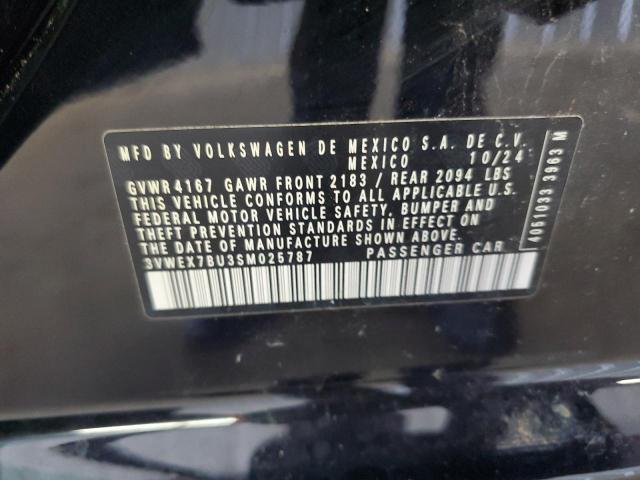 MFD BY VOLKSWAGEN DE MEXICO S.A. DE C.V.
MEXICO 10/24
GVWR 4167 GAWR FRONT 2183 / REAR 2094 LBS
THIS VEHICLE CONFORMS TO ALL APPLICABLE U.S.
FEDERAL MOTOR VEHICLE SAFETY, BUMPER AND
THEFT PREVENTION STANDARDS IN EFFECT ON
THE DATE OF MANUFACTURE SHOWN ABOVE.
3VWEX7BU3SM025787 PASSENGER CAR
4051033 3963 M